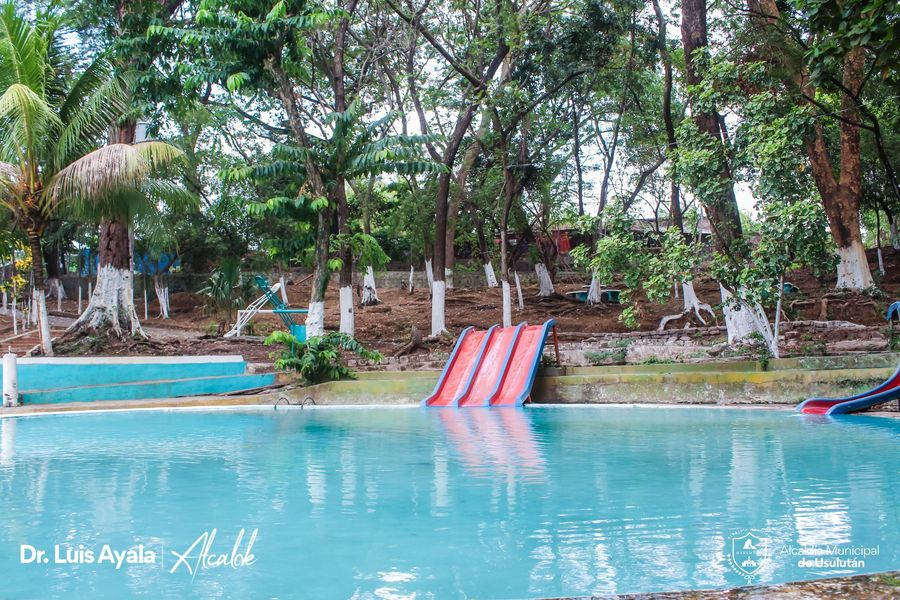 Dr. Luis Ayala | Alcalde
Alcaldía Municipal
de Usulután